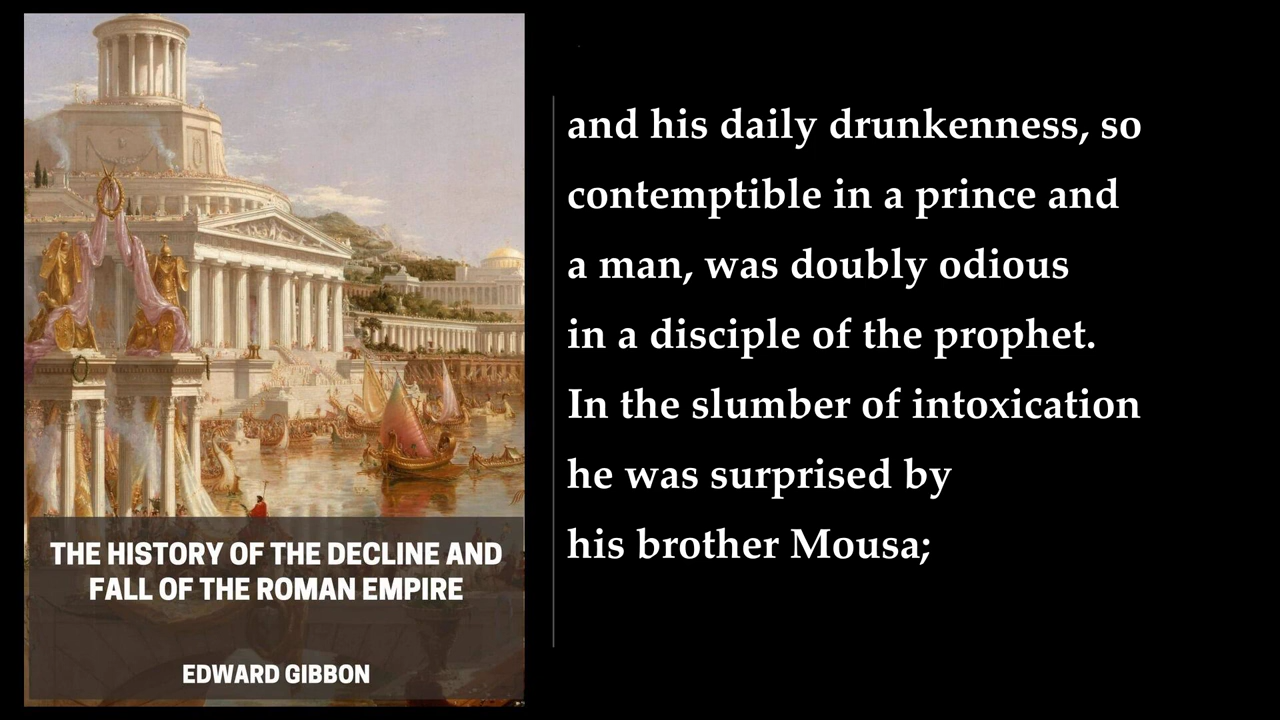 THE HISTORY OF THE DECLINE AND
FALL OF THE ROMAN EMPIRE
EDWARD GIBBON
and his daily drunkenness, so
contemptible in a prince and
a man, was doubly odious
in a disciple of the prophet.
In the slumber of intoxication
he was surprised by
his brother Mousa;